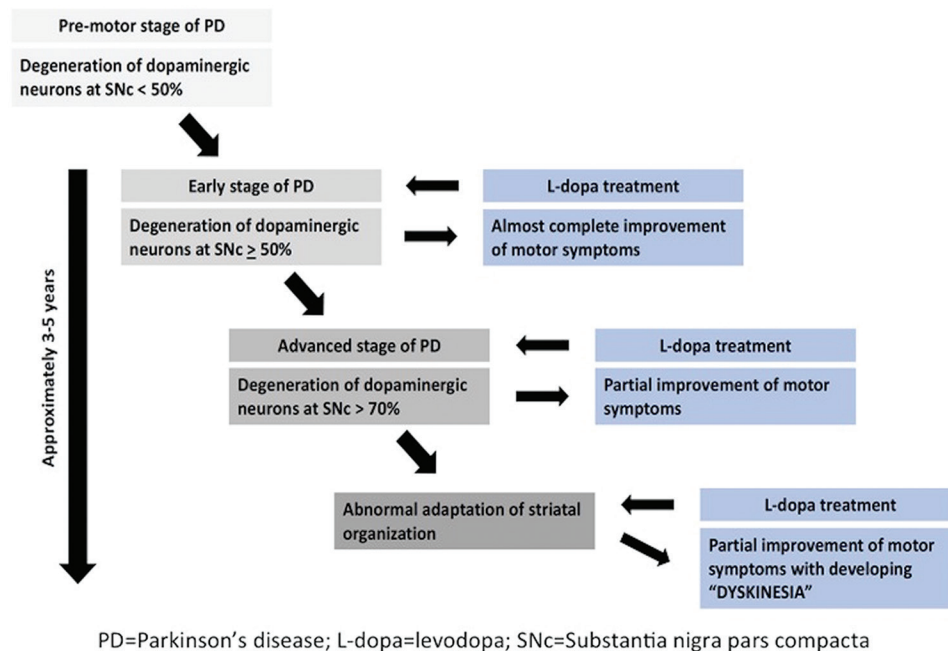 Pre-motor stage of PD
Degeneration of dopaminergic
neurons at SNc < 50%
Early stage of PD
L-dopa treatment
Degeneration of dopaminergic
neurons at SNc ≥ 50%
Almost complete improvement
of motor symptoms
Advanced stage of PD
L-dopa treatment
Degeneration of dopaminergic
neurons at SNc > 70%
Partial improvement of motor
symptoms
Abnormal adaptation of striatal
organization
L-dopa treatment
Partial improvement of motor
symptoms with developing
“DYSKINESIA”
Approximately 3-5 years
PD=Parkinson’s disease; L-dopa=levodopa; SNc=Substantia nigra pars compacta